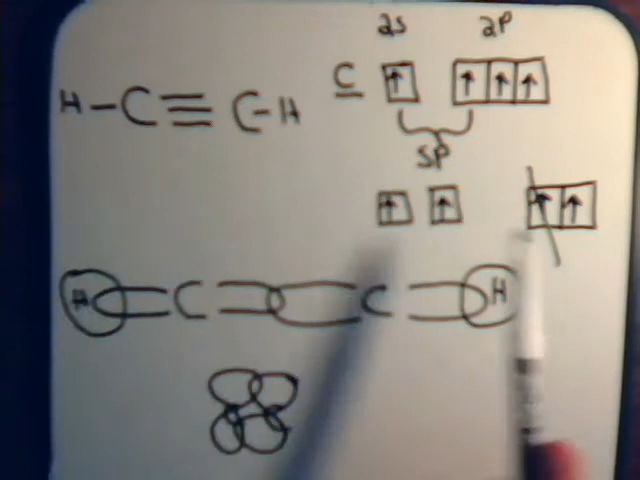 2s 2P
H-C≡C-H C ↑ ↑ ↑ ↑
SP
↑ ↑ ↑ ↑
H C C H